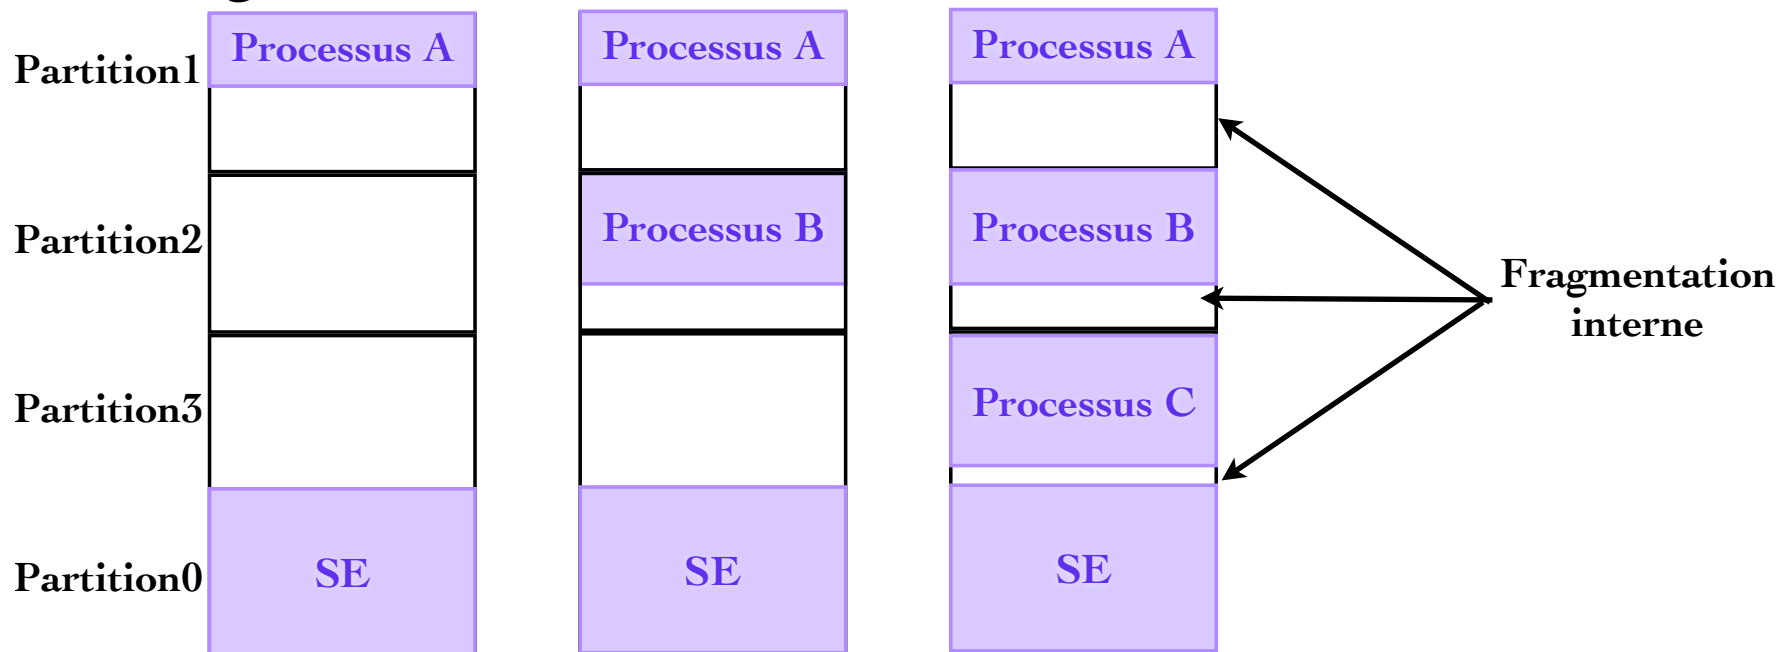 Processus A
Processus A
Processus A
Partition1
Partition2
Processus B
Processus B
Fragmentation
interne
Partition3
Processus C
Partition0
SE
SE
SE